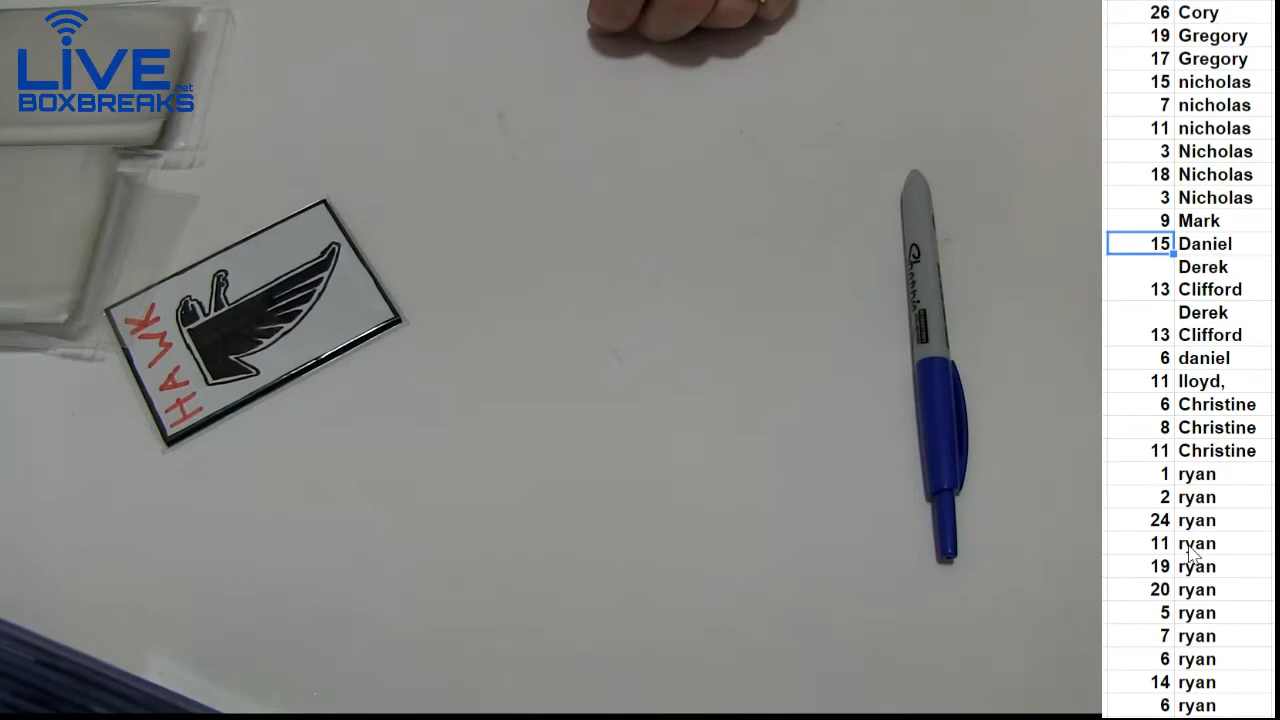 LiVE
.net
BOXBREAKS
HAWK
Sharpie
26 Cory
19 Gregory
17 Gregory
15 nicholas
7 nicholas
11 nicholas
3 Nicholas
18 Nicholas
3 Nicholas
9 Mark
15 Daniel
Derek
13 Clifford
Derek
13 Clifford
6 daniel
11 lloyd,
6 Christine
8 Christine
11 Christine
1 ryan
2 ryan
24 ryan
11 ryan
19 ryan
20 ryan
5 ryan
7 ryan
6 ryan
14 ryan
6 ryan